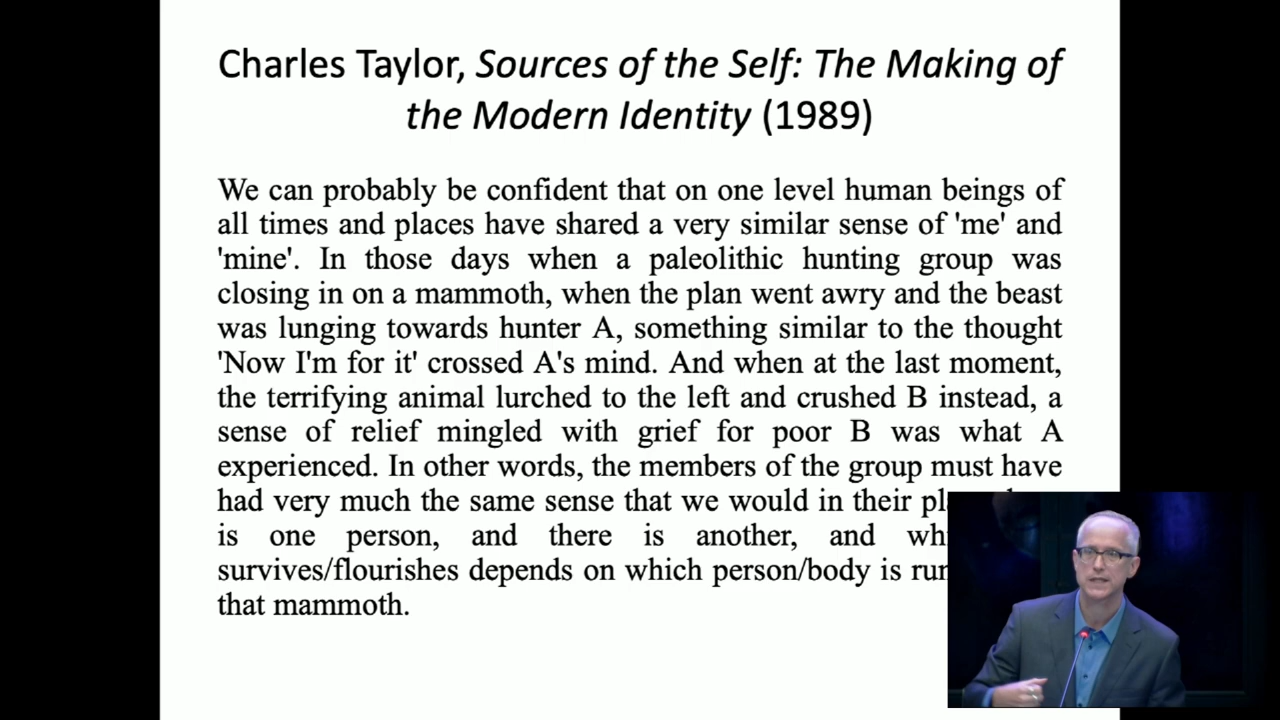 Charles Taylor, Sources of the Self: The Making of
the Modern Identity (1989)
We can probably be confident that on one level human beings of
all times and places have shared a very similar sense of 'me' and
'mine'. In those days when a paleolithic hunting group was
closing in on a mammoth, when the plan went awry and the beast
was lunging towards hunter A, something similar to the thought
'Now I'm for it' crossed A's mind. And when at the last moment,
the terrifying animal lurched to the left and crushed B instead, a
sense of relief mingled with grief for poor B was what A
experienced. In other words, the members of the group must have
had very much the same sense that we would in their
is one person, and there is another, and
survives/flourishes depends on which person/body is
that mammoth.